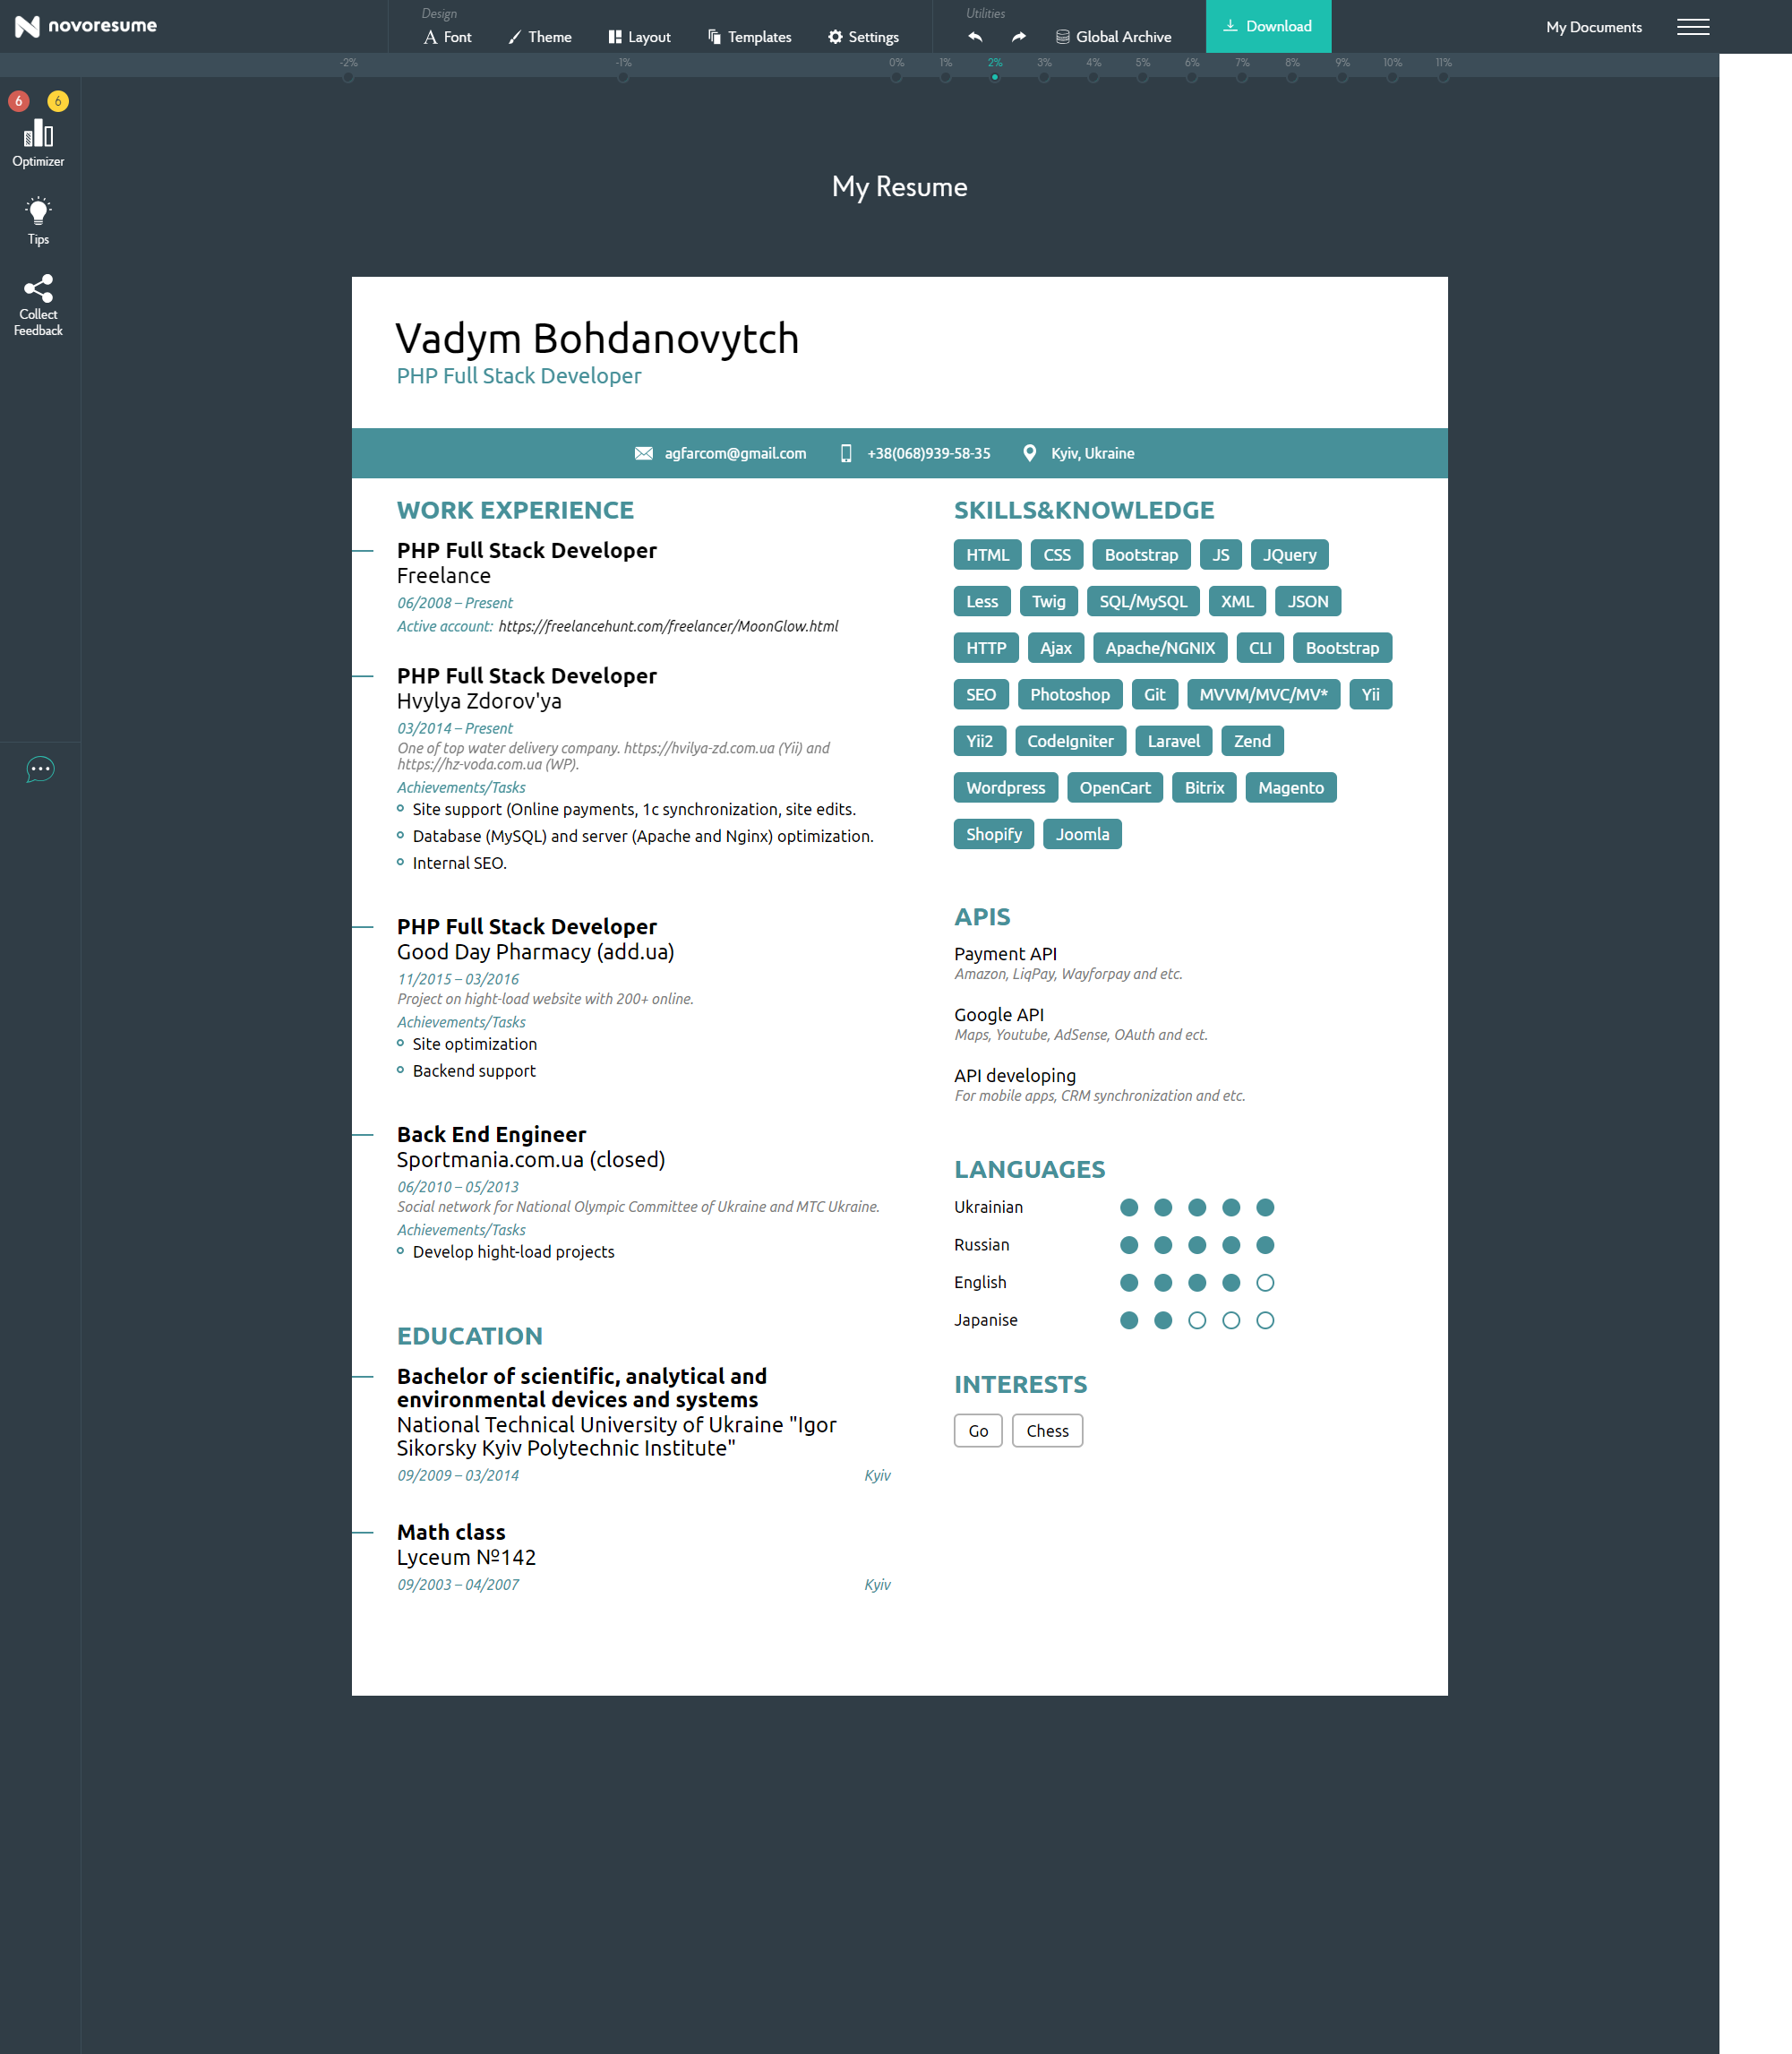 novoresume
Design
Font Theme Layout Templates Settings
Utilities
Global Archive
Download
My Documents
-2% -1% 0% 1% 2% 3% 4% 5% 6% 7% 8% 9% 10% 11%
6 6
Optimizer
Tips
Collect
Feedback
My Resume
Vadym Bohdanovytch
PHP Full Stack Developer
agfarcom@gmail.com +38(068)939-58-35 Kyiv, Ukraine
WORK EXPERIENCE
PHP Full Stack Developer
Freelance
06/2008 – Present
Active account: https://freelancehunt.com/freelancer/MoonGlow.html
PHP Full Stack Developer
Hvylya Zdorov'ya
03/2014 – Present
One of top water delivery company. https://hvilya-zd.com.ua (Yii) and
https://hz-voda.com.ua (WP).
Achievements/Tasks
Site support (Online payments, 1c synchronization, site edits.
Database (MySQL) and server (Apache and Nginx) optimization.
Internal SEO.
PHP Full Stack Developer
Good Day Pharmacy (add.ua)
11/2015 – 03/2016
Project on hight-load website with 200+ online.
Achievements/Tasks
Site optimization
Backend support
Back End Engineer
Sportmania.com.ua (closed)
06/2010 – 05/2013
Social network for National Olympic Committee of Ukraine and MTC Ukraine.
Achievements/Tasks
Develop hight-load projects
EDUCATION
Bachelor of scientific, analytical and
environmental devices and systems
National Technical University of Ukraine "Igor
Sikorsky Kyiv Polytechnic Institute"
09/2009 – 03/2014 Kyiv
Math class
Lyceum №142
09/2003 – 04/2007 Kyiv
SKILLS&KNOWLEDGE
HTML CSS Bootstrap JS JQuery
Less Twig SQL/MySQL XML JSON
HTTP Ajax Apache/NGNIX CLI Bootstrap
SEO Photoshop Git MVVM/MVC/MV* Yii
Yii2 CodeIgniter Laravel Zend
Wordpress OpenCart Bitrix Magento
Shopify Joomla
APIS
Payment API
Amazon, LiqPay, Wayforpay and etc.
Google API
Maps, Youtube, AdSense, OAuth and ect.
API developing
For mobile apps, CRM synchronization and etc.
LANGUAGES
Ukrainian
Russian
English
Japanise
INTERESTS
Go Chess